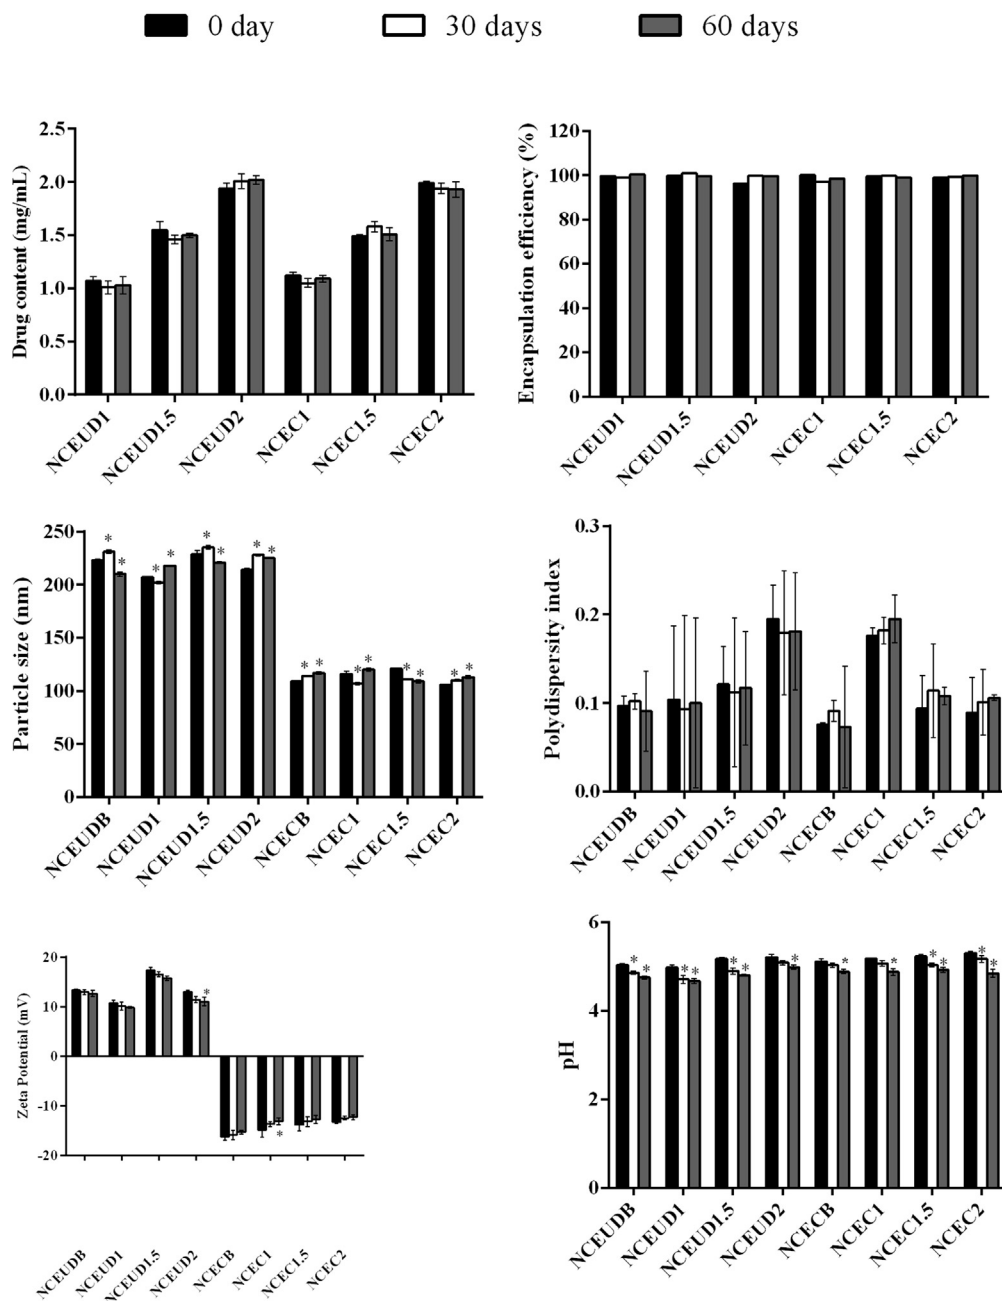 0 day 30 days 60 days
Drug content (mg/mL)
2.5
2.0
1.5
1.0
0.5
0.0
NCEUD1 NCEUD1.5 NCEUD2 NCEC1 NCEC1.5 NCEC2
Encapsulation efficiency (%)
120
100
80
60
40
20
0
NCEUD1 NCEUD1.5 NCEUD2 NCEC1 NCEC1.5 NCEC2
Particle size (nm)
250
200
150
100
50
0
* * * * * * * * * * * * * * * *
NCEUDB NCEUD1 NCEUD1.5 NCEUD2 NCECB NCEC1 NCEC1.5 NCEC2
Polydispersity index
0.3
0.2
0.1
0.0
NCEUDB NCEUD1 NCEUD1.5 NCEUD2 NCECB NCEC1 NCEC1.5 NCEC2
Zeta Potential (mV)
20
10
0
-10
-20
* *
NCEUDB NCEUD1 NCEUD1.5 NCEUD2 NCECB NCEC1 NCEC1.5 NCEC2
pH
6
4
2
0
* * * * * * * * * * * * *
NCEUDB NCEUD1 NCEUD1.5 NCEUD2 NCECB NCEC1 NCEC1.5 NCEC2